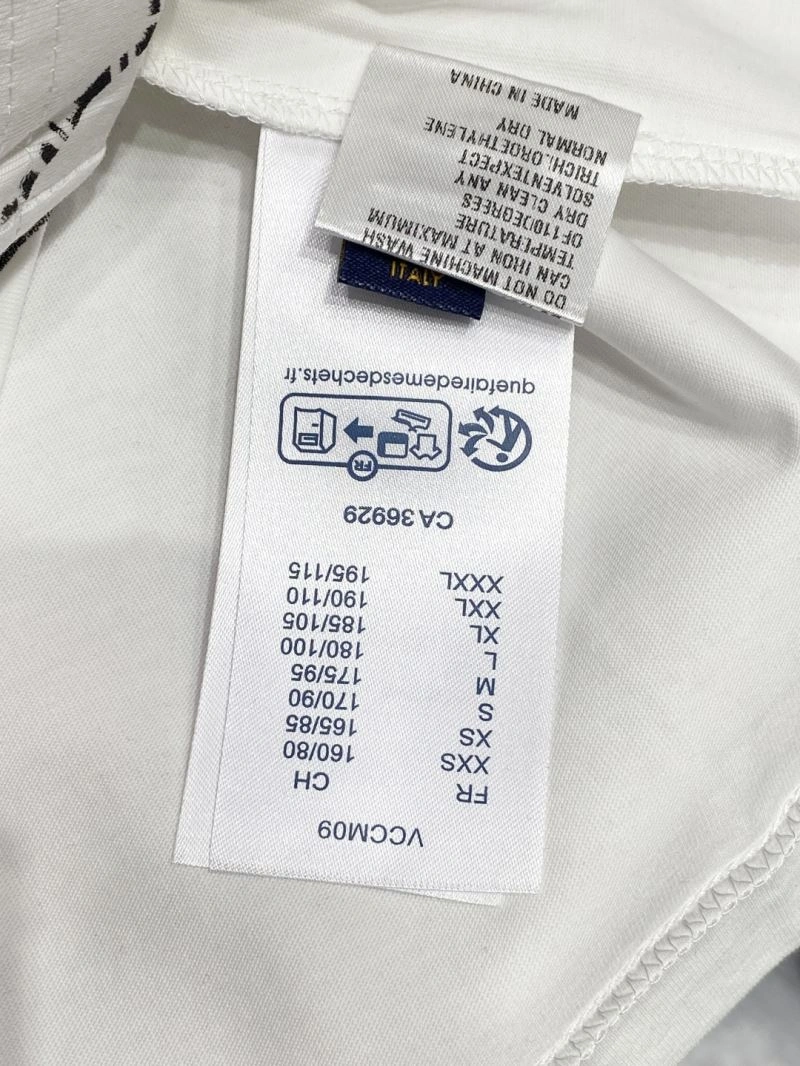 VCCM09
FR CH
XXS 160/80
XS 165/85
S 170/90
M 175/95
L 180/100
XL 185/105
XXL 190/110
XXXL 195/115
CA 36929
FR
quefairedemesdechets.fr
ITALY
DO NOT MACHINE WASH
CAN IRON AT MAXIMUM
TEMPERATURE
OF110DEGREES
DRY CLEAN ANY
SOLVENTEXPECT
TRICHLOROETHYLENE
NORMAL DRY
MADE IN CHINA